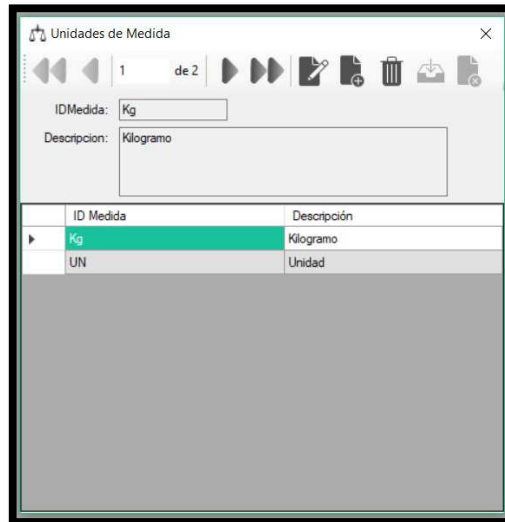 Unidades de Medida
1 de 2
IDMedida: Kg
Descripcion: Kilogramo
ID Medida Descripción
Kg Kilogramo
UN Unidad